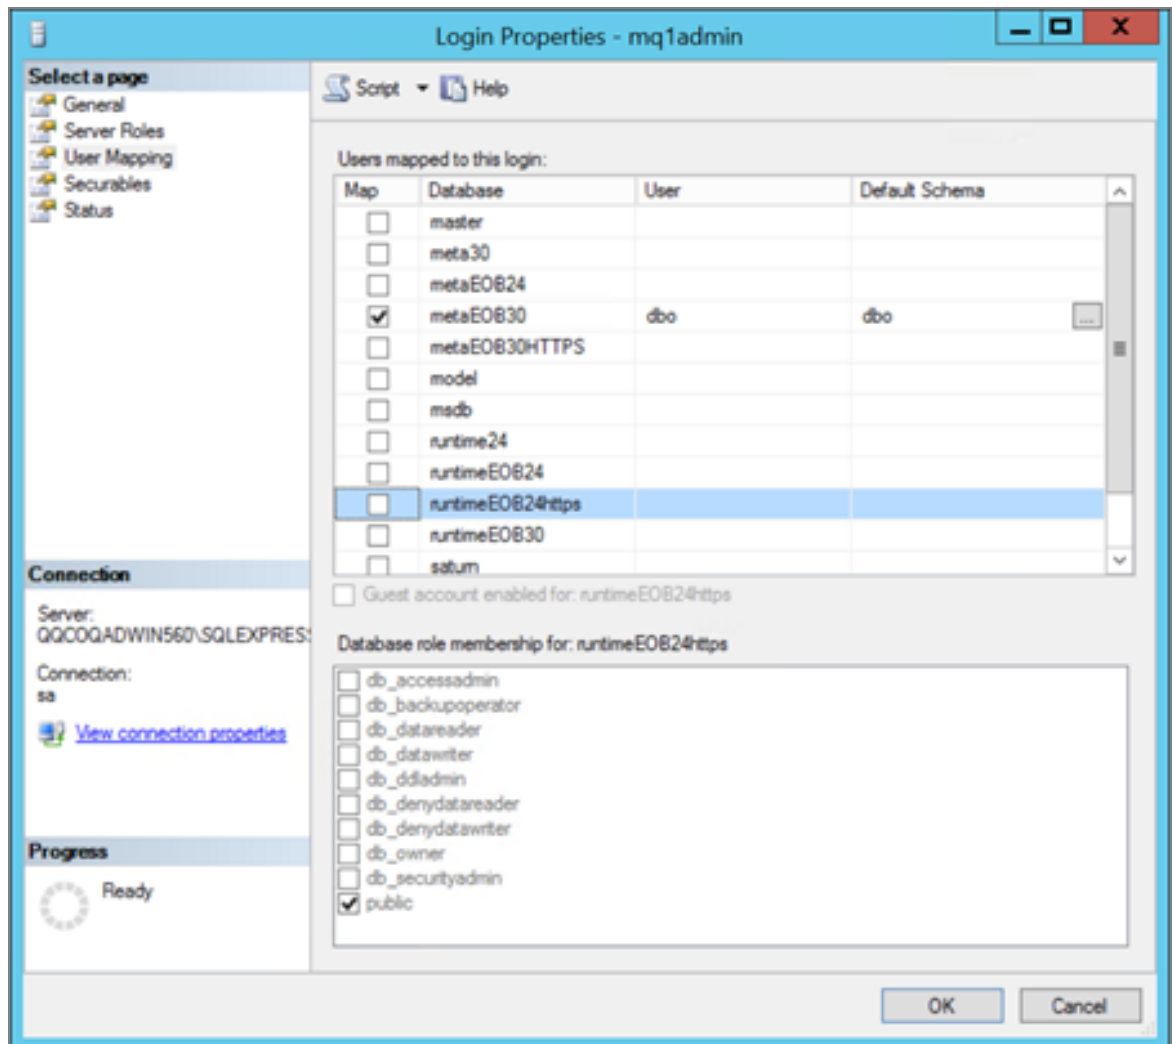 Login Properties - mq1admin
Select a page
General
Server Roles
User Mapping
Securables
Status
Script Help
Users mapped to this login:
Map Database User Default Schema
master
meta30
metaEOB24
metaEOB30 dbo dbo ...
metaEOB30HTTPS
model
msdb
runtime24
runtimeEOB24
runtimeEOB24https
runtimeEOB30
saturn
Guest account enabled for: runtimeEOB24https
Database role membership for: runtimeEOB24https
db_accessadmin
db_backupoperator
db_datareader
db_datawriter
db_ddladmin
db_denydatareader
db_denydatawriter
db_owner
db_securityadmin
public
Connection
Server:
QQCOQADWIN560\SQLEXPRES
Connection:
sa
View connection properties
Progress
Ready
OK Cancel